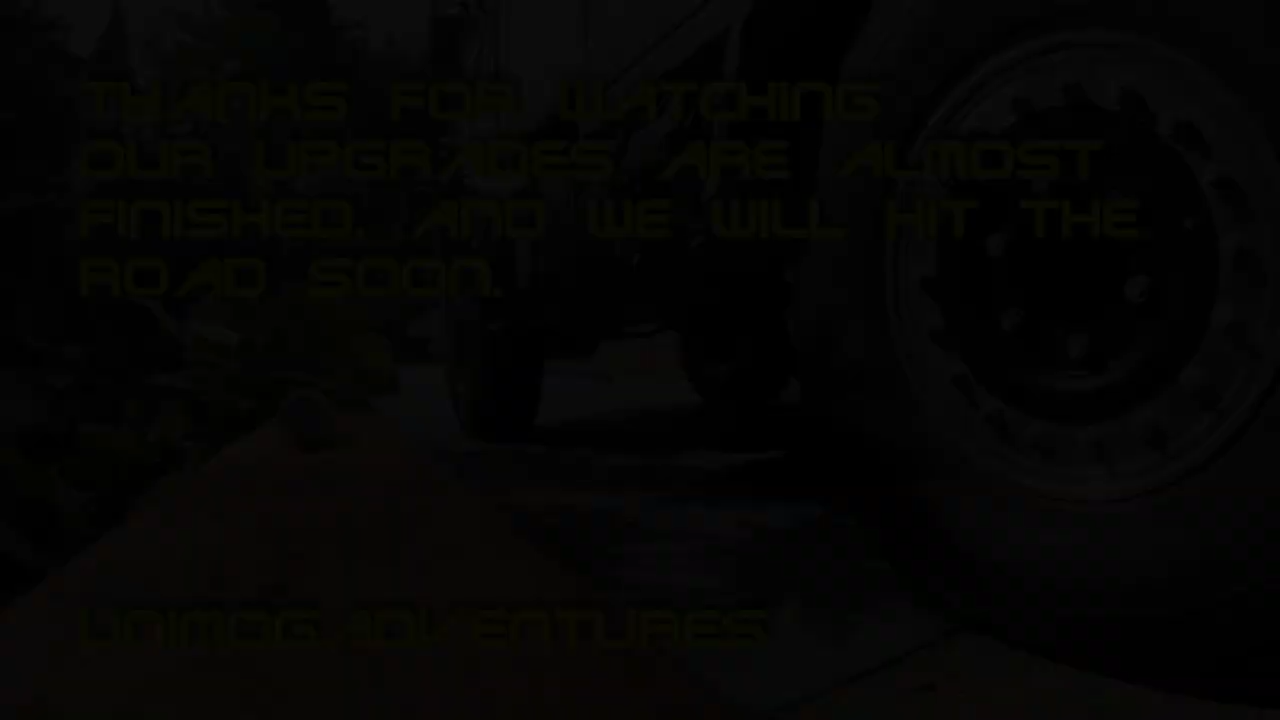 THANKS FOR WATCHING
OUR UPGRADES ARE ALMOST
FINISHED, AND WE WILL HIT THE
ROAD SOON.
UNIMOG ADVENTURES